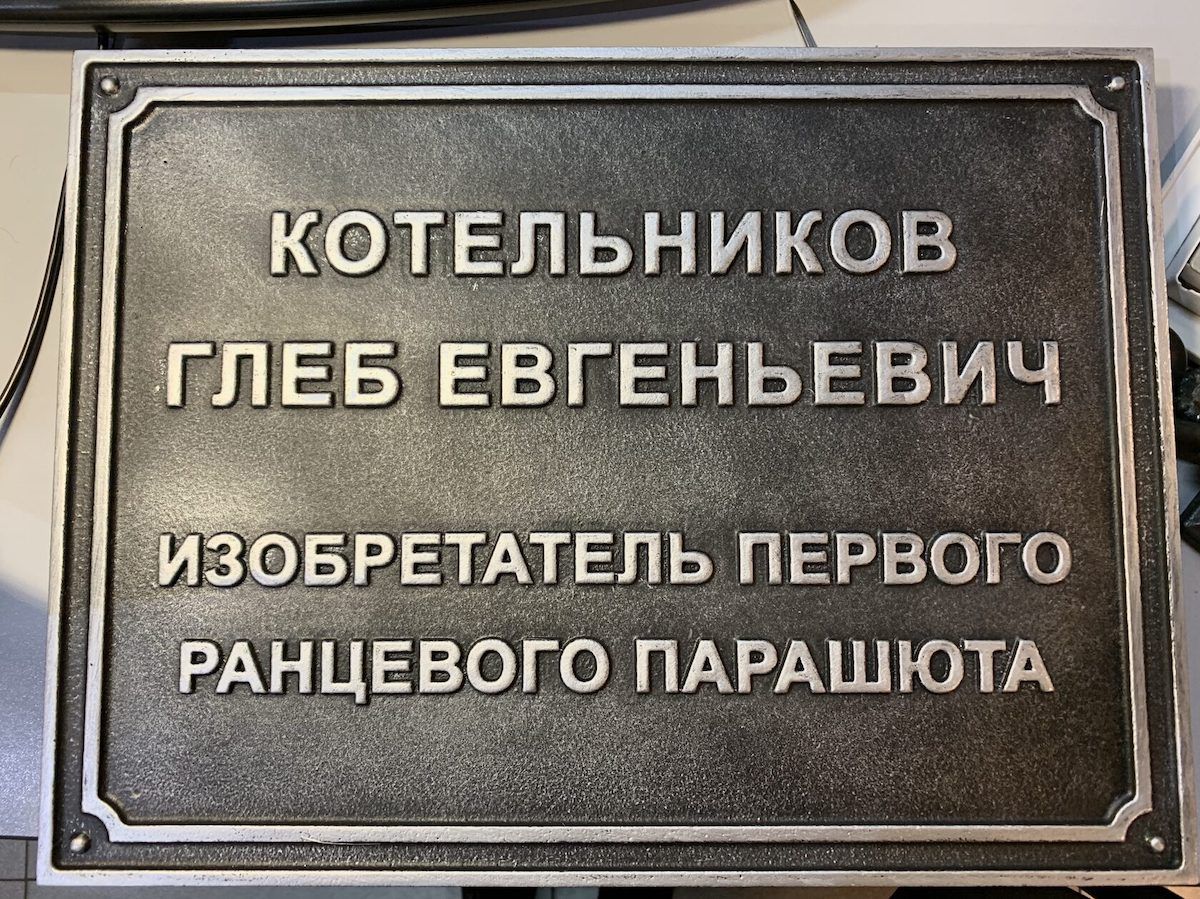 КОТЕЛЬНИКОВ
ГЛЕБ ЕВГЕНЬЕВИЧ
ИЗОБРЕТАТЕЛЬ ПЕРВОГО
РАНЦЕВОГО ПАРАШЮТА